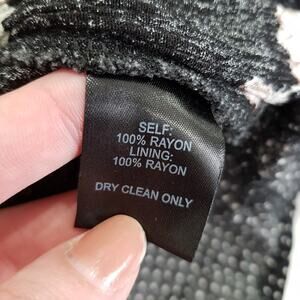 SELF:
100% RAYON
LINING:
100% RAYON
DRY CLEAN ONLY